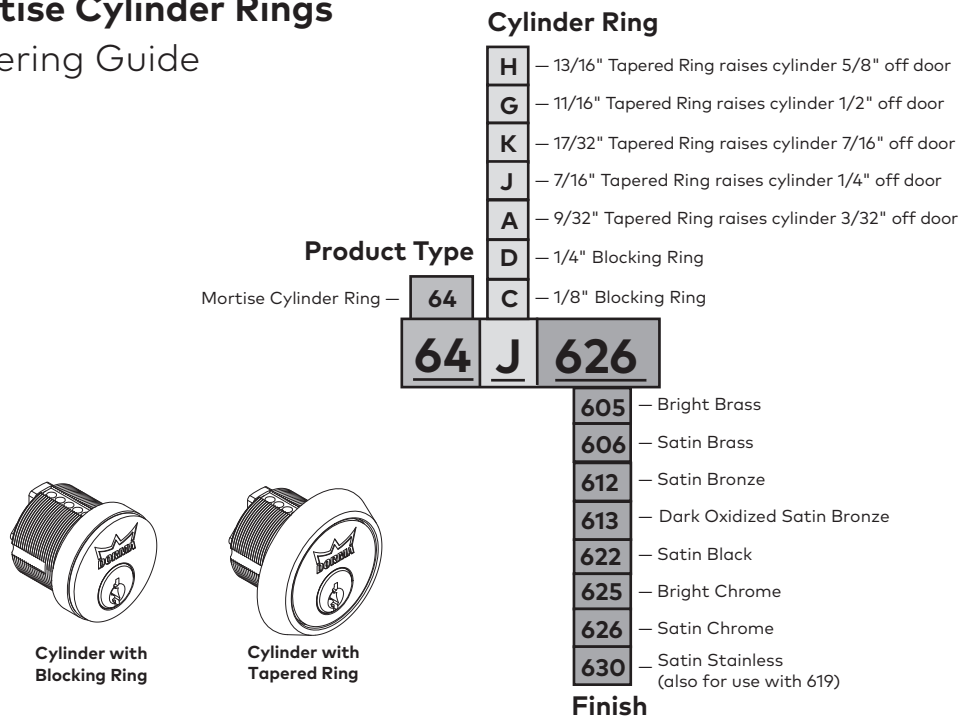 tise Cylinder Rings
ering Guide
Cylinder Ring
H — 13/16" Tapered Ring raises cylinder 5/8" off door
G — 11/16" Tapered Ring raises cylinder 1/2" off door
K — 17/32" Tapered Ring raises cylinder 7/16" off door
J — 7/16" Tapered Ring raises cylinder 1/4" off door
A — 9/32" Tapered Ring raises cylinder 3/32" off door
D — 1/4" Blocking Ring
C — 1/8" Blocking Ring
Product Type
Mortise Cylinder Ring — 64
64 J 626
605 — Bright Brass
606 — Satin Brass
612 — Satin Bronze
613 — Dark Oxidized Satin Bronze
622 — Satin Black
625 — Bright Chrome
626 — Satin Chrome
630 — Satin Stainless
(also for use with 619)
Finish
DORMA
DORMA
Cylinder with
Blocking Ring
Cylinder with
Tapered Ring